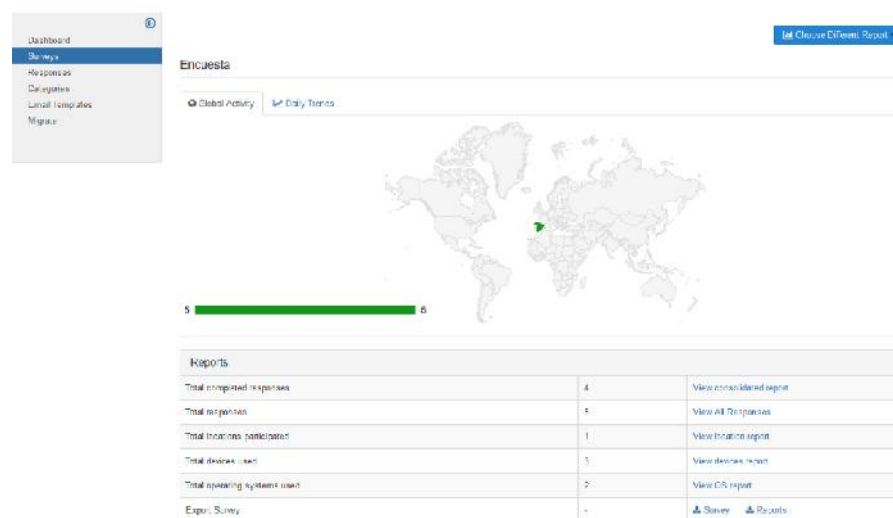 Dashboard
Surveys
Responses
Categories
Email Templates
Migrate
Choose Different Report
Encuesta
Global Activity
Daily Trends
5
Reports
Total completed responses 4 View consolidated report
Total responses 5 View All Responses
Total locations participated 1 View location report
Total devices used 3 View devices report
Total operating systems used 2 View OS report
Export Survey - Survey Reports